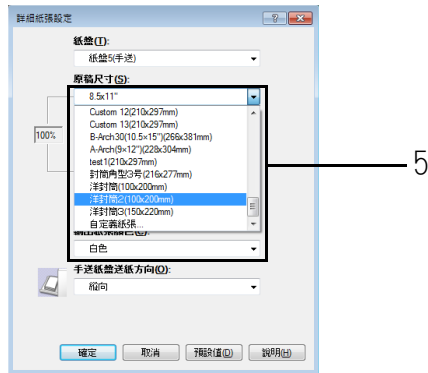 詳細紙張設定
紙盤(T):
紙盤5(手送)
原稿尺寸(S):
8.5x11"
Custom 12(210x297mm)
Custom 13(210x297mm)
100%
B-Arch30(10.5×15")(266x381mm)
A-Arch(9×12")(228x304mm)
test1(210x297mm)
5
封筒角型3号(216x277mm)
洋封筒(100x200mm)
洋封筒2(100x200mm)
洋封筒3(150x220mm)
自定義紙張...
白色
手送紙盤送紙方向(O):
縱向
確定
取消
預設值(D)
說明(H)